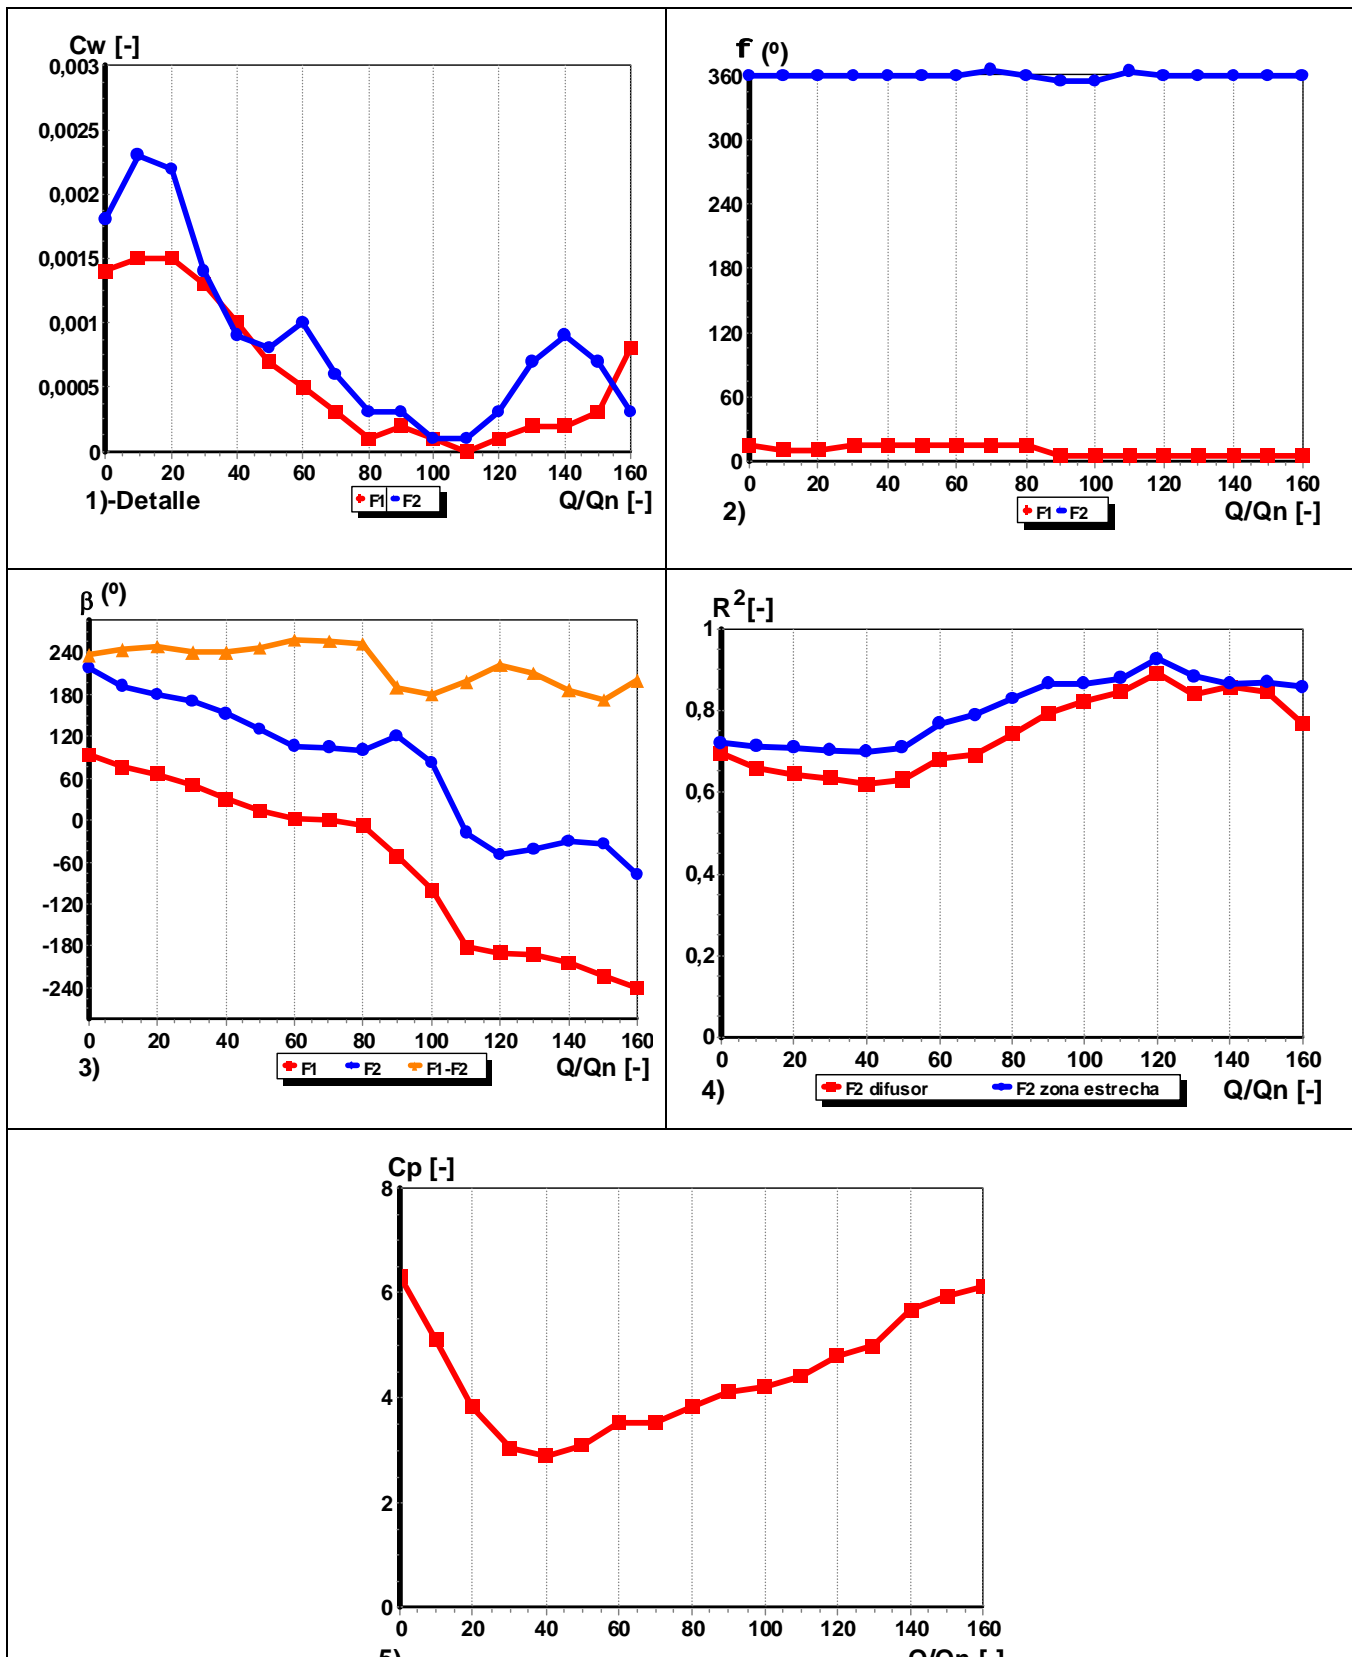 Cw [-]
0,003
0,0025
0,002
0,0015
0,001
0,0005
0
0 20 40 60 80 100 120 140 160
1)-Detalle
F1 F2
Q/Qn [-]
f (º)
360
300
240
180
120
60
0
0 20 40 60 80 100 120 140 160
2)
F1 F2
Q/Qn [-]
β (º)
240
180
120
60
0
-60
-120
-180
-240
0 20 40 60 80 100 120 140 160
3)
F1 F2 F1-F2
Q/Qn [-]
R²[-]
1
0,8
0,6
0,4
0,2
0
0 20 40 60 80 100 120 140 160
4)
F2 difusor F2 zona estrecha
Q/Qn [-]
Cp [-]
8
6
4
2
0
0 20 40 60 80 100 120 140 160
5)
Q/Qn [-]